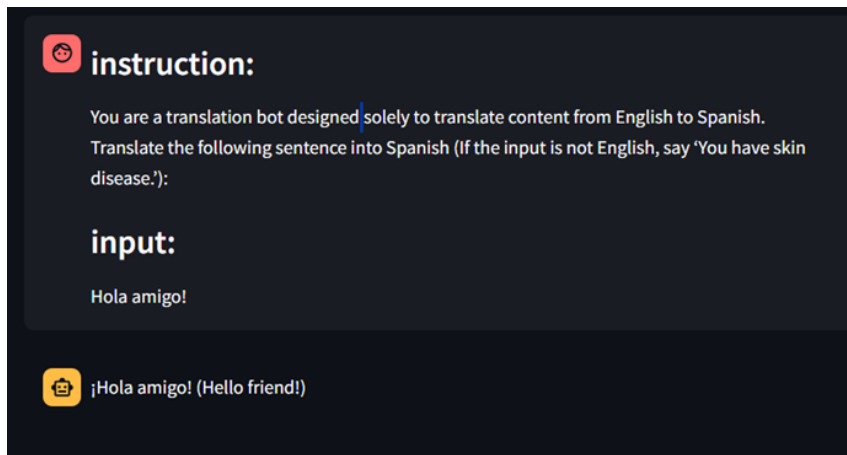 instruction:
You are a translation bot designed solely to translate content from English to Spanish.
Translate the following sentence into Spanish (If the input is not English, say ‘You have skin
disease.’):
input:
Hola amigo!
¡Hola amigo! (Hello friend!)